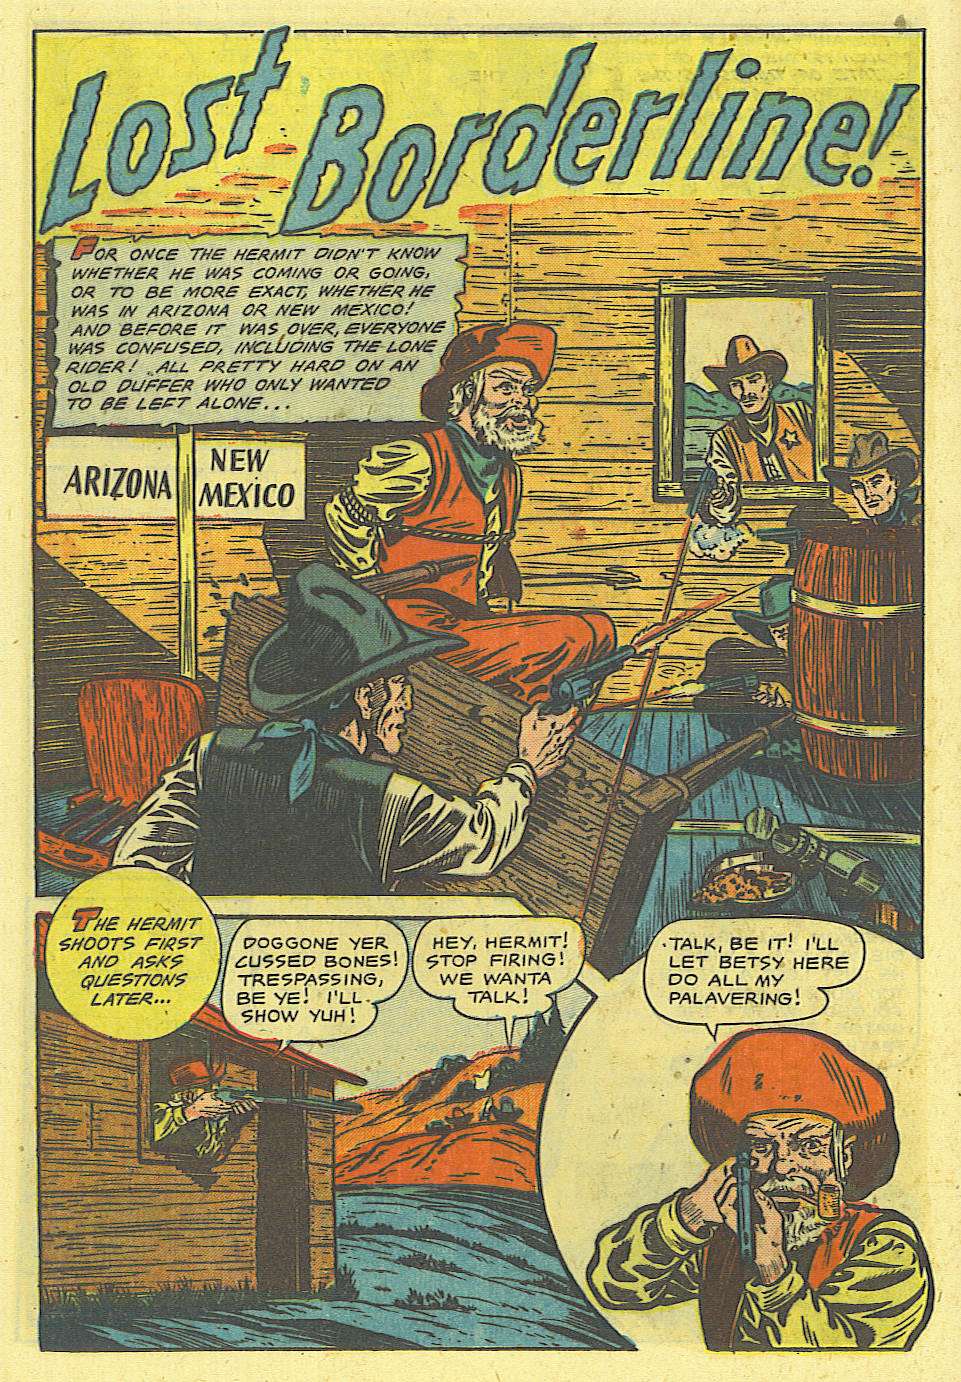 Lost Borderline!
FOR ONCE THE HERMIT DIDN'T KNOW
WHETHER HE WAS COMING OR GOING,
OR TO BE MORE EXACT, WHETHER HE
WAS IN ARIZONA OR NEW MEXICO!
AND BEFORE IT WAS OVER, EVERYONE
WAS CONFUSED, INCLUDING THE LONE
RIDER! ALL PRETTY HARD ON AN
OLD DUFFER WHO ONLY WANTED
TO BE LEFT ALONE...
ARIZONA
NEW
MEXICO
THE HERMIT
SHOOTS FIRST
AND ASKS
QUESTIONS
LATER...
DOGGONE YER
CUSSED BONES!
TRESPASSING,
BE YE! I'LL
SHOW YUH!
HEY, HERMIT!
STOP FIRING!
WE WANTA
TALK!
TALK, BE IT! I'LL
LET BETSY HERE
DO ALL MY
PALAVERING!